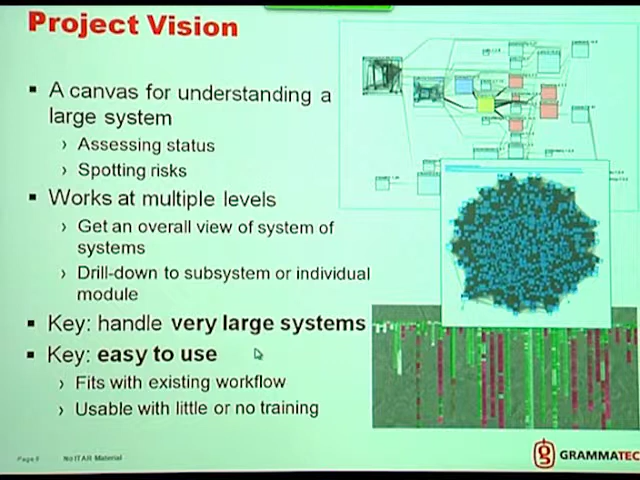 Project Vision
▪ A canvas for understanding a
large system
› Assessing status
› Spotting risks
▪ Works at multiple levels
› Get an overall view of system of
systems
› Drill-down to subsystem or individual
module
▪ Key: handle very large systems
▪ Key: easy to use
› Fits with existing workflow
› Usable with little or no training
No ITAR Material
GRAMMATEC